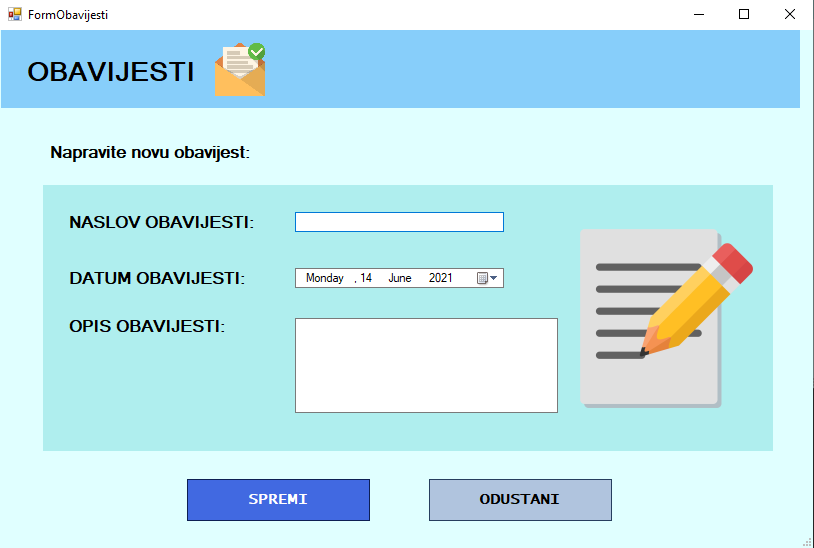 FormObavijesti
OBAVIJESTI
Napravite novu obavijest:
NASLOV OBAVIJESTI:
DATUM OBAVIJESTI:
Monday , 14 June 2021
OPIS OBAVIJESTI:
SPREMI
ODUSTANI